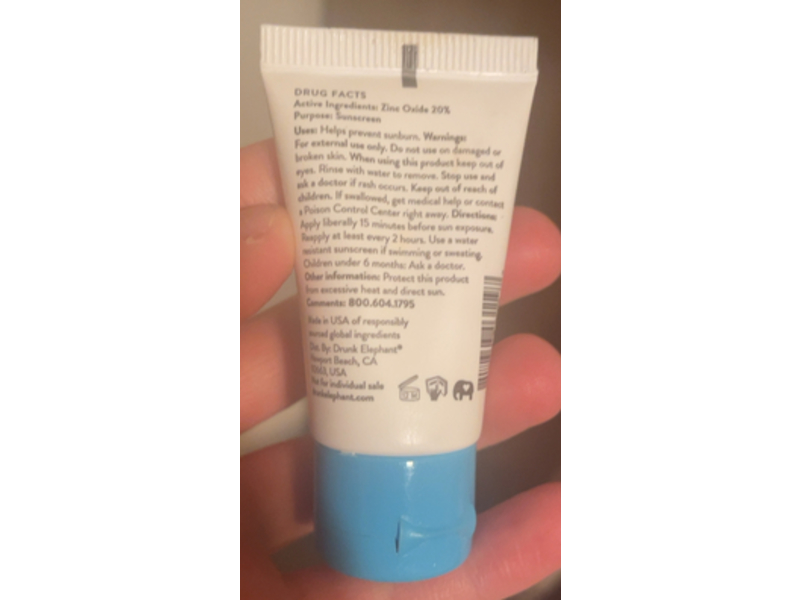 DRUG FACTS
Active Ingredients: Zinc Oxide 20%
Purpose: Sunscreen
Uses: Helps prevent sunburn. Warnings:
For external use only. Do not use on damaged or
broken skin. When using this product keep out of
eyes. Rinse with water to remove. Stop use and
ask a doctor if rash occurs. Keep out of reach of
children. If swallowed, get medical help or contact
a Poison Control Center right away. Directions:
Apply liberally 15 minutes before sun exposure.
Reapply at least every 2 hours. Use a water
resistant sunscreen if swimming or sweating.
Children under 6 months: Ask a doctor.
Other information: Protect this product
from excessive heat and direct sun.
Comments: 800.604.1795
Made in USA of responsibly
sourced global ingredients
Dist. By: Drunk Elephant®
Newport Beach, CA
USA
Not for individual sale
drunkelephant.com